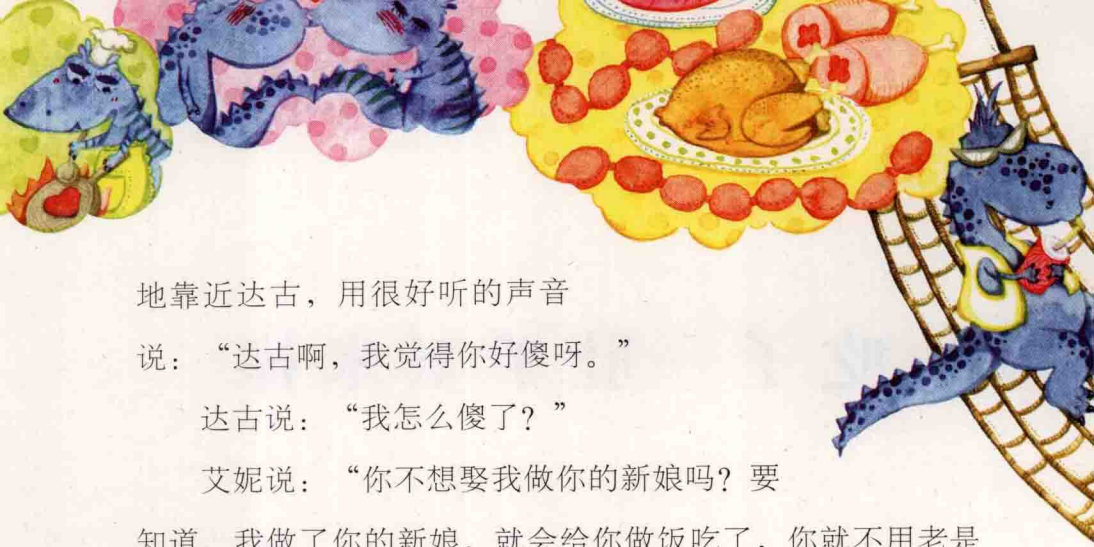 地靠近达古，用很好听的声音
说：“达古啊，我觉得你好傻呀。”
达古说：“我怎么傻了？”
艾妮说：“你不想娶我做你的新娘吗？要
知道，我做了你的新娘，就会给你做饭吃了，你就不用老是